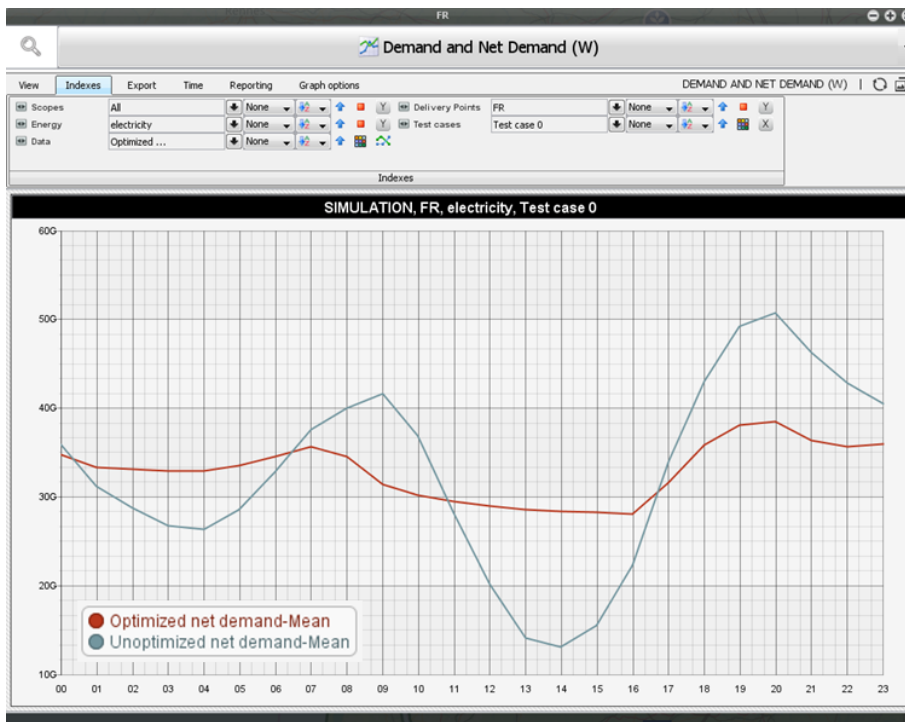 FR
Demand and Net Demand (W)
View Indexes Export Time Reporting Graph options DEMAND AND NET DEMAND (W)
Scopes All None Y Delivery Points FR None Y
Energy electricity None Y Test cases Test case 0 None X
Data Optimized ... None
Indexes
SIMULATION, FR, electricity, Test case 0
60G
50G
40G
30G
20G
10G
Optimized net demand-Mean
Unoptimized net demand-Mean
00 01 02 03 04 05 06 07 08 09 10 11 12 13 14 15 16 17 18 19 20 21 22 23